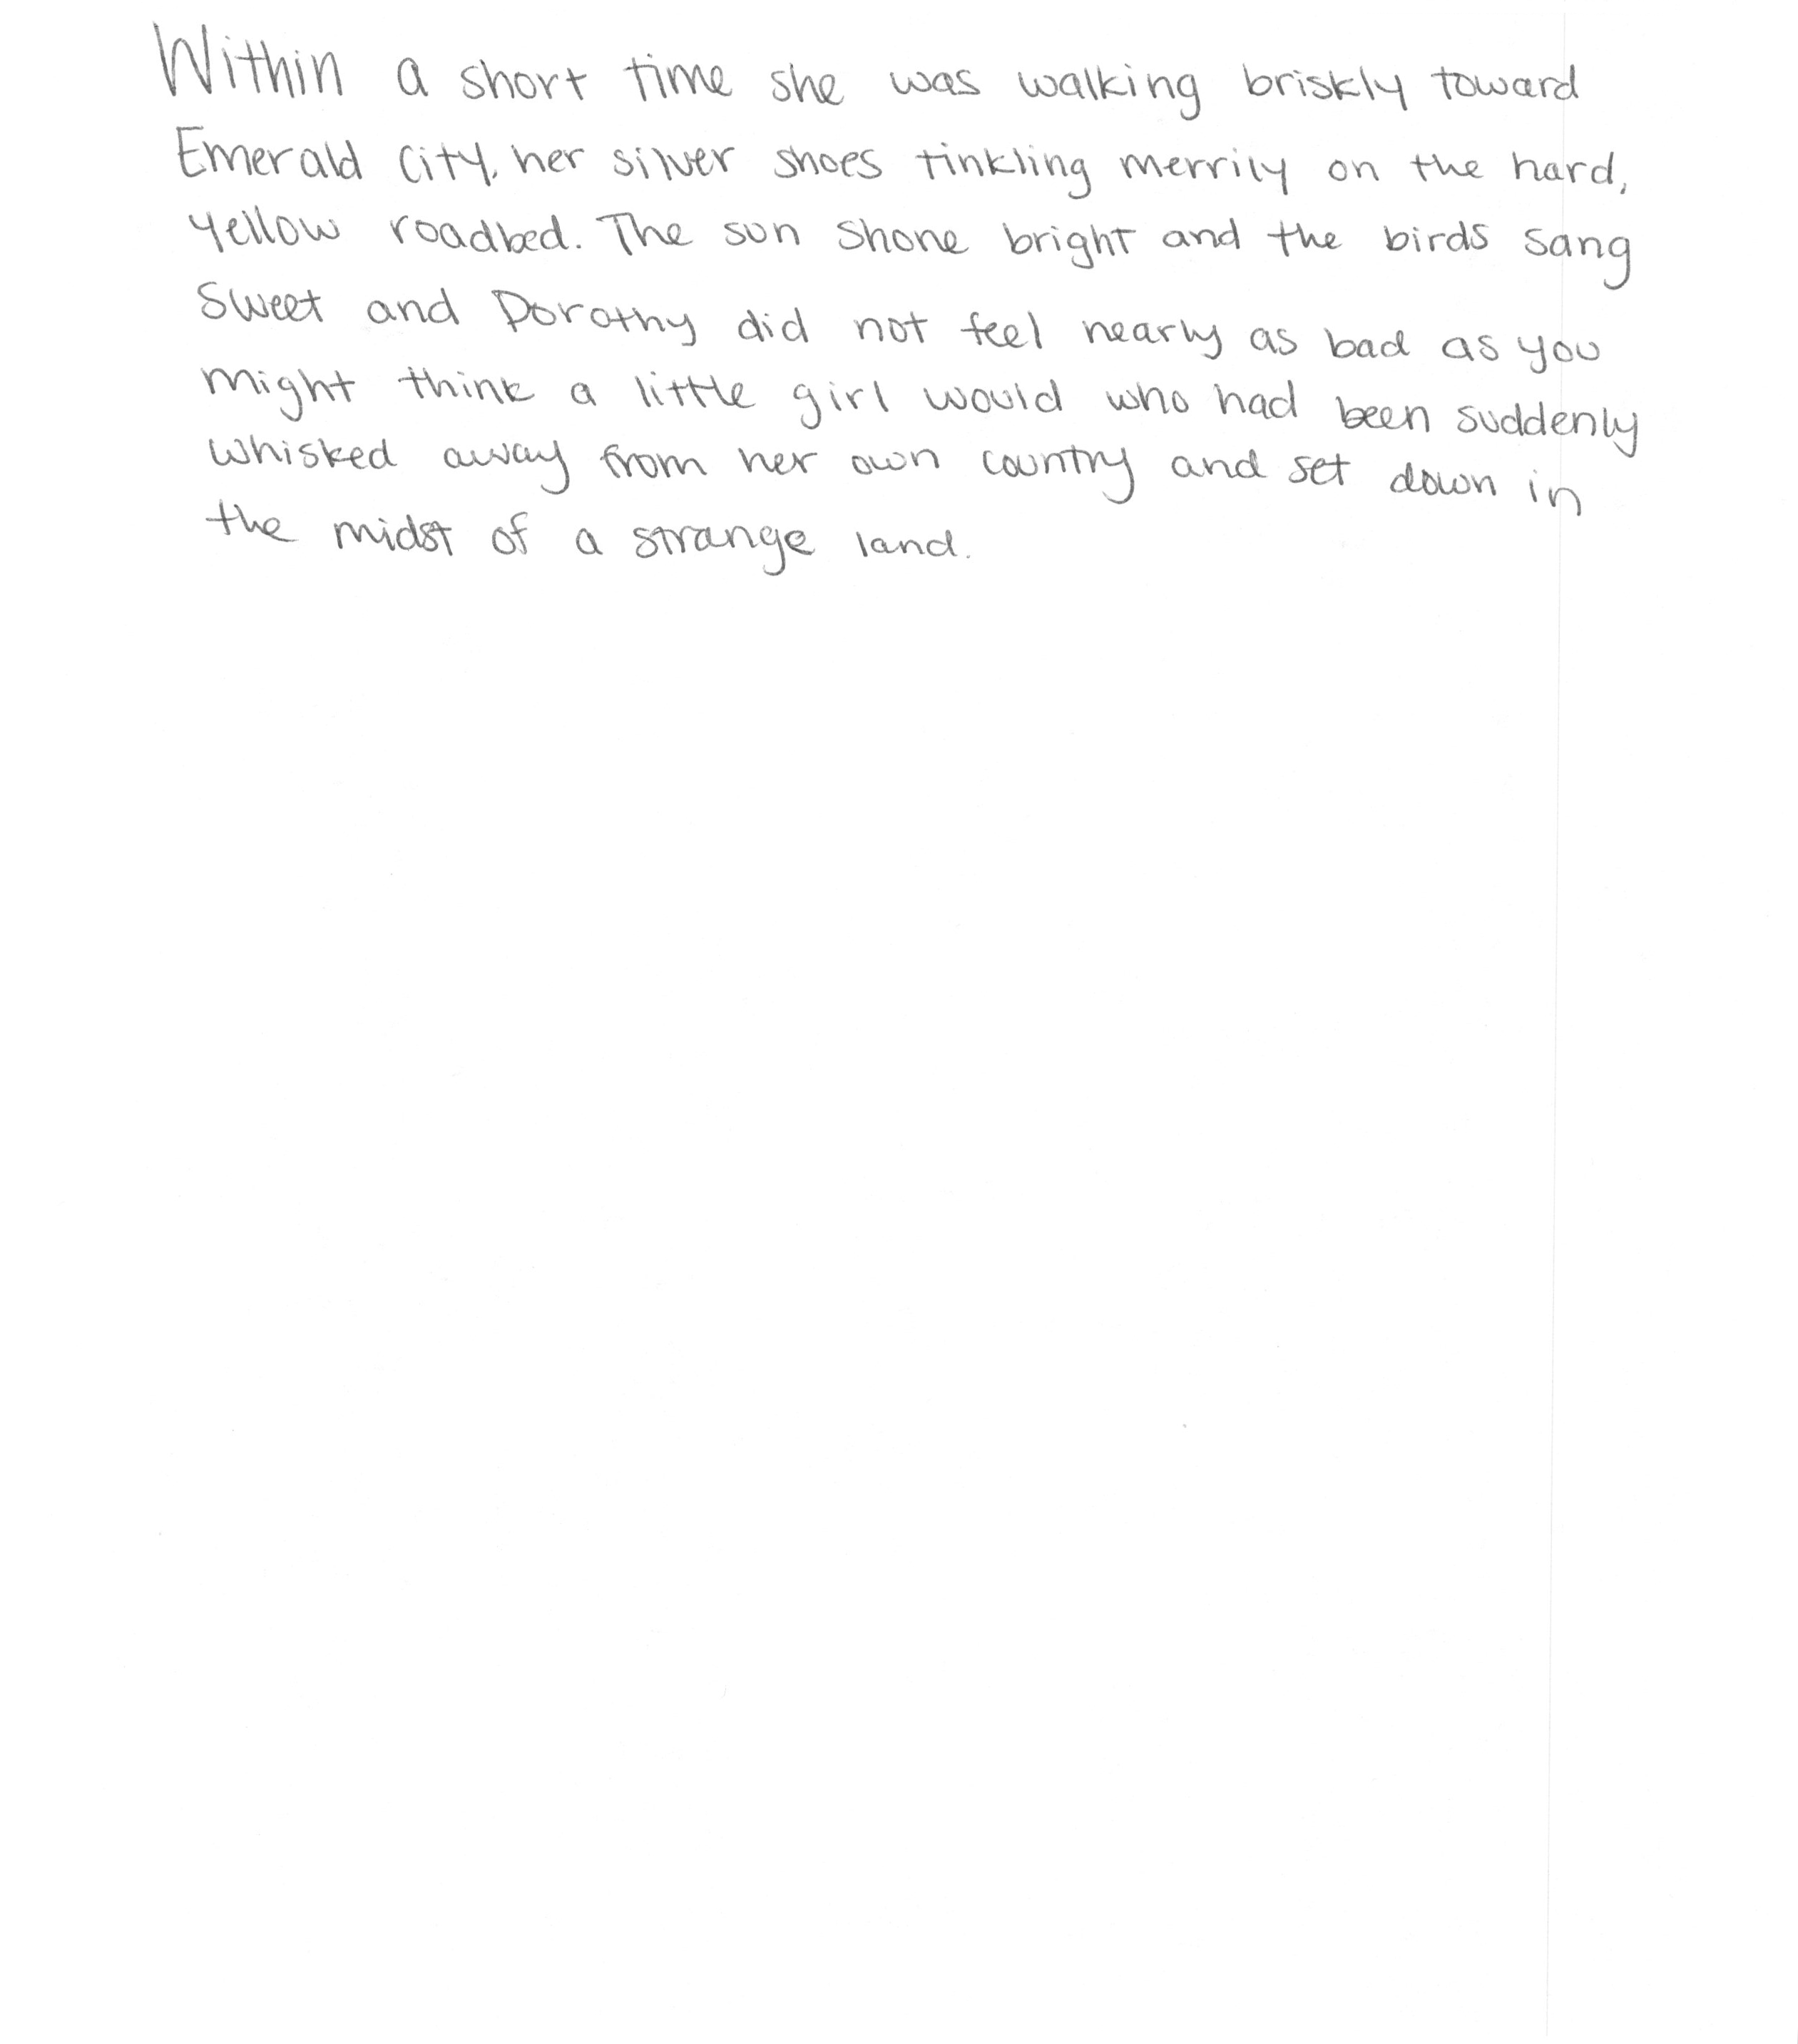 Within a short time she was walking briskly toward
Emerald City, her silver shoes tinkling merrily on the hard,
yellow roadbed. The sun shone bright and the birds sang
sweet and Dorothy did not feel nearly as bad as you
might think a little girl would who had been suddenly
whisked away from her own country and set down in
the midst of a strange land.